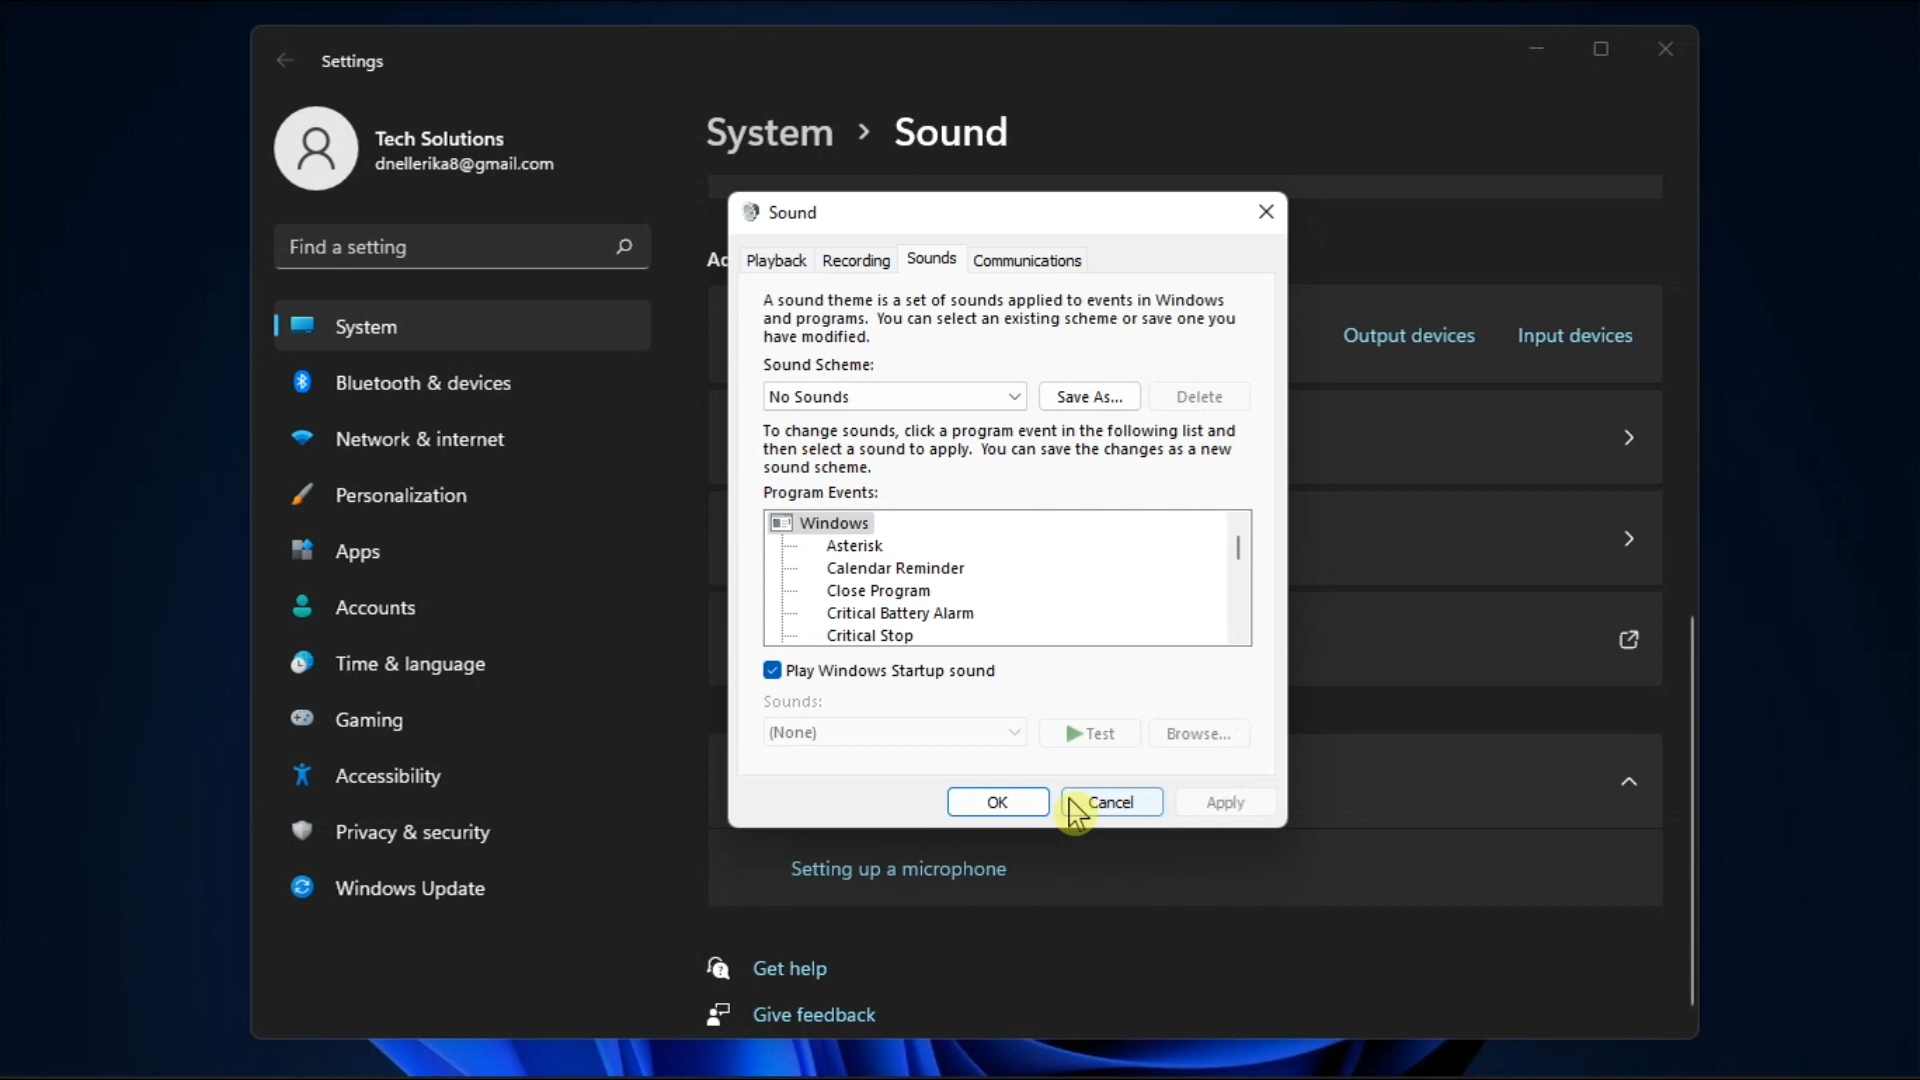 Settings
Tech Solutions
dnellerika8@gmail.com
Find a setting
System
Bluetooth & devices
Network & internet
Personalization
Apps
Accounts
Time & language
Gaming
Accessibility
Privacy & security
Windows Update
System > Sound
Ad
Output devices Input devices
Sound
Playback Recording Sounds Communications
A sound theme is a set of sounds applied to events in Windows
and programs. You can select an existing scheme or save one you
have modified.
Sound Scheme:
No Sounds Save As... Delete
To change sounds, click a program event in the following list and
then select a sound to apply. You can save the changes as a new
sound scheme.
Program Events:
Windows
Asterisk
Calendar Reminder
Close Program
Critical Battery Alarm
Critical Stop
Play Windows Startup sound
Sounds:
(None) Test Browse...
OK Cancel Apply
Setting up a microphone
Get help
Give feedback